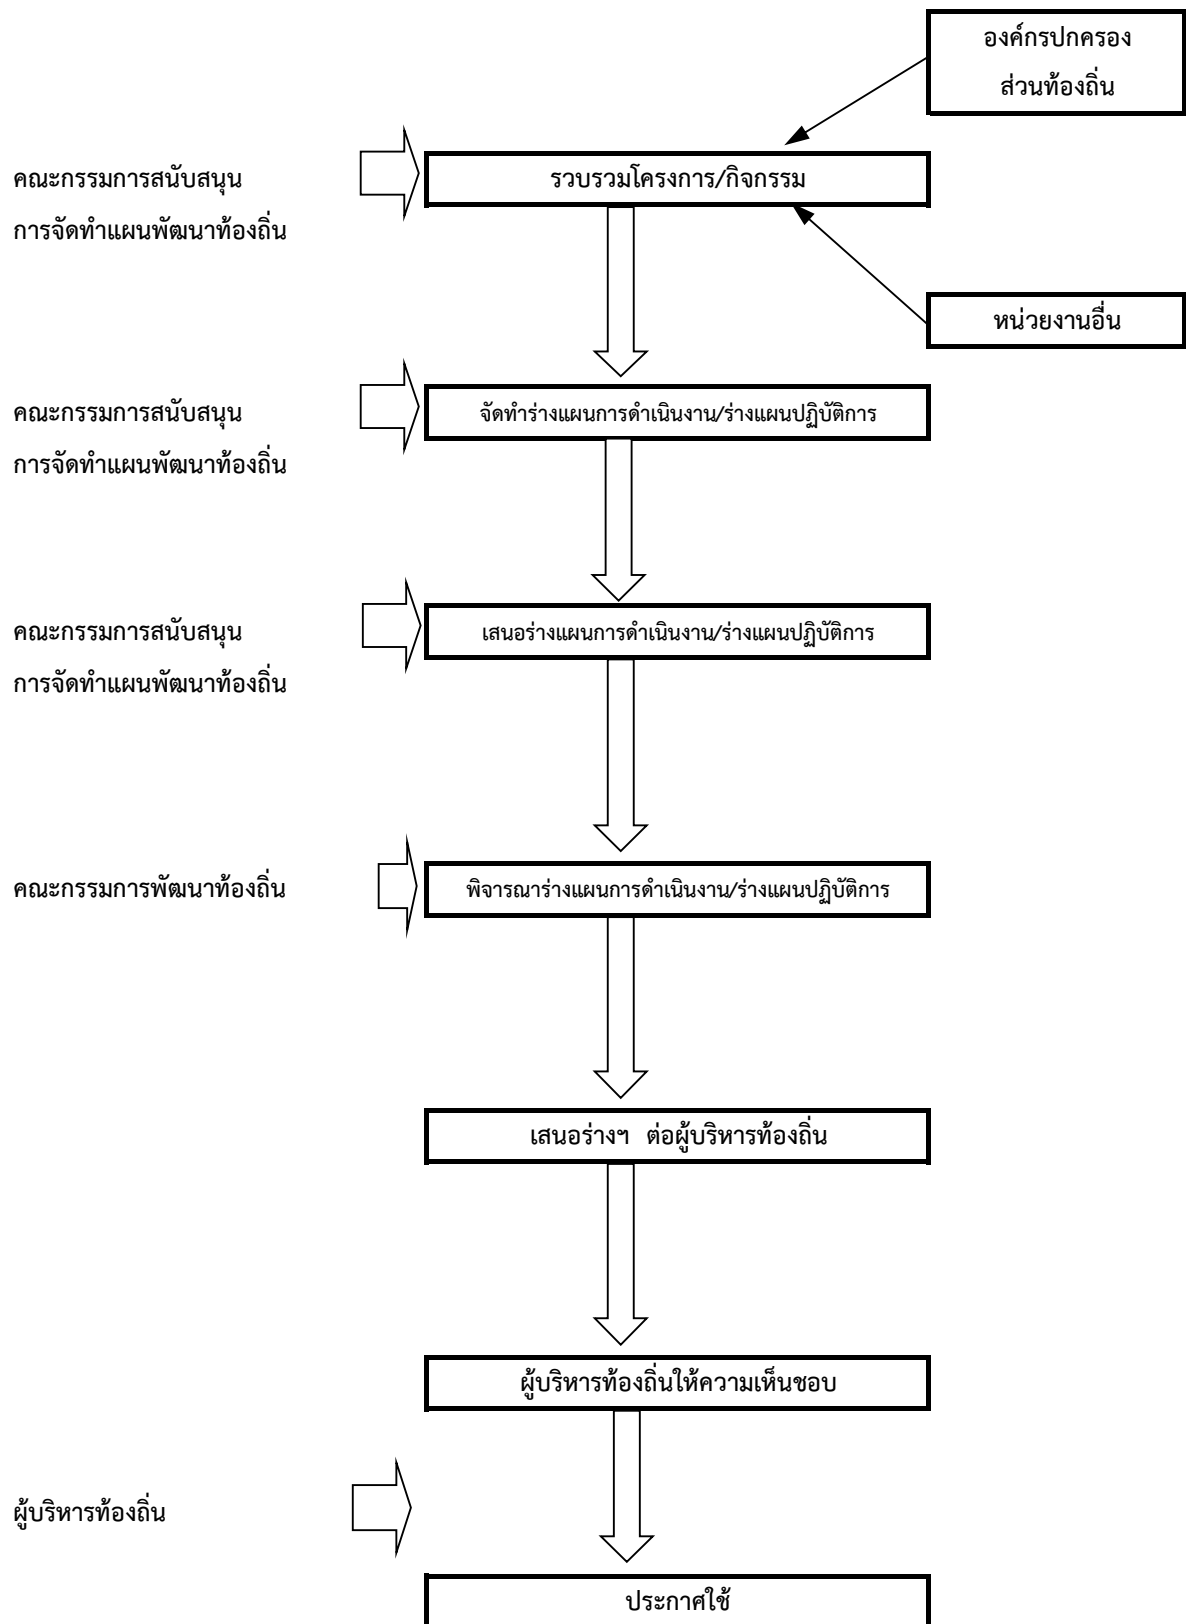 องค์กรปกครอง
ส่วนท้องถิ่น
คณะกรรมการสนับสนุน
การจัดทำแผนพัฒนาท้องถิ่น
รวบรวมโครงการ/กิจกรรม
หน่วยงานอื่น
คณะกรรมการสนับสนุน
การจัดทำแผนพัฒนาท้องถิ่น
จัดทำร่างแผนการดำเนินงาน/ร่างแผนปฏิบัติการ
คณะกรรมการสนับสนุน
การจัดทำแผนพัฒนาท้องถิ่น
เสนอร่างแผนการดำเนินงาน/ร่างแผนปฏิบัติการ
คณะกรรมการพัฒนาท้องถิ่น
พิจารณาร่างแผนการดำเนินงาน/ร่างแผนปฏิบัติการ
เสนอร่างฯ ต่อผู้บริหารท้องถิ่น
ผู้บริหารท้องถิ่นให้ความเห็นชอบ
ผู้บริหารท้องถิ่น
ประกาศใช้